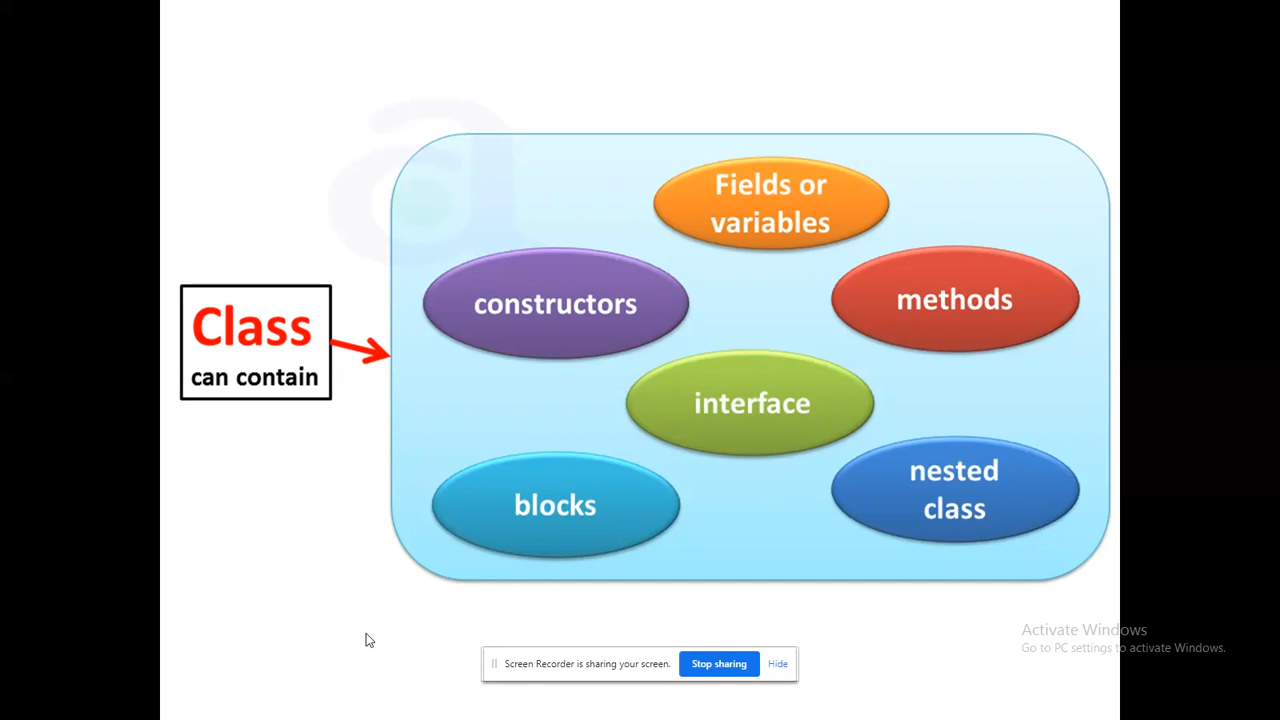 Fields or
variables
constructors
methods
Class
can contain
interface
nested
class
blocks
Activate Windows
Go to PC settings to activate Windows.
Screen Recorder is sharing your screen.
Stop sharing
Hide